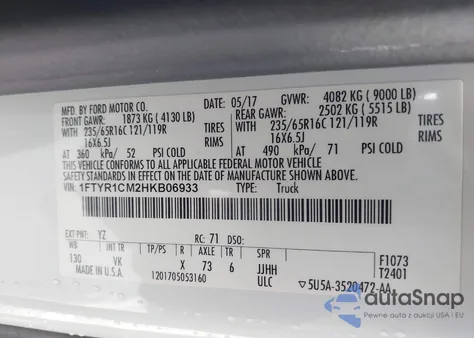 MFD BY FORD MOTOR CO. DATE: 05/17 GVWR: 4082 KG ( 9000 LB)
FRONT GAWR: 1873 KG ( 4130 LB) REAR GAWR: 2502 KG ( 5515 LB)
WITH 235/65R16C 121/119R TIRES WITH 235/65R16C 121/119R TIRES
16X6.5J RIMS 16X6.5J RIMS
AT 360 kPa/ 52 PSI COLD AT 490 kPa/ 71 PSI COLD
THIS VEHICLE CONFORMS TO ALL APPLICABLE FEDERAL MOTOR VEHICLE
SAFETY STANDARDS IN EFFECT ON THE DATE OF MANUFACTURE SHOWN ABOVE.
VIN: 1FTYR1CM2HKB06933 TYPE: Truck
EXT PNT: YZ RC: 71 DSO:
WB INT TR TP/PS R AXLE TR SPR F1073
130 VK X 73 6 JJHH T2401
MADE IN U.S.A. 1201705053160 ULC ▽5U5A-3520472-AA
autoSnap
Pewne auto z USA i EU